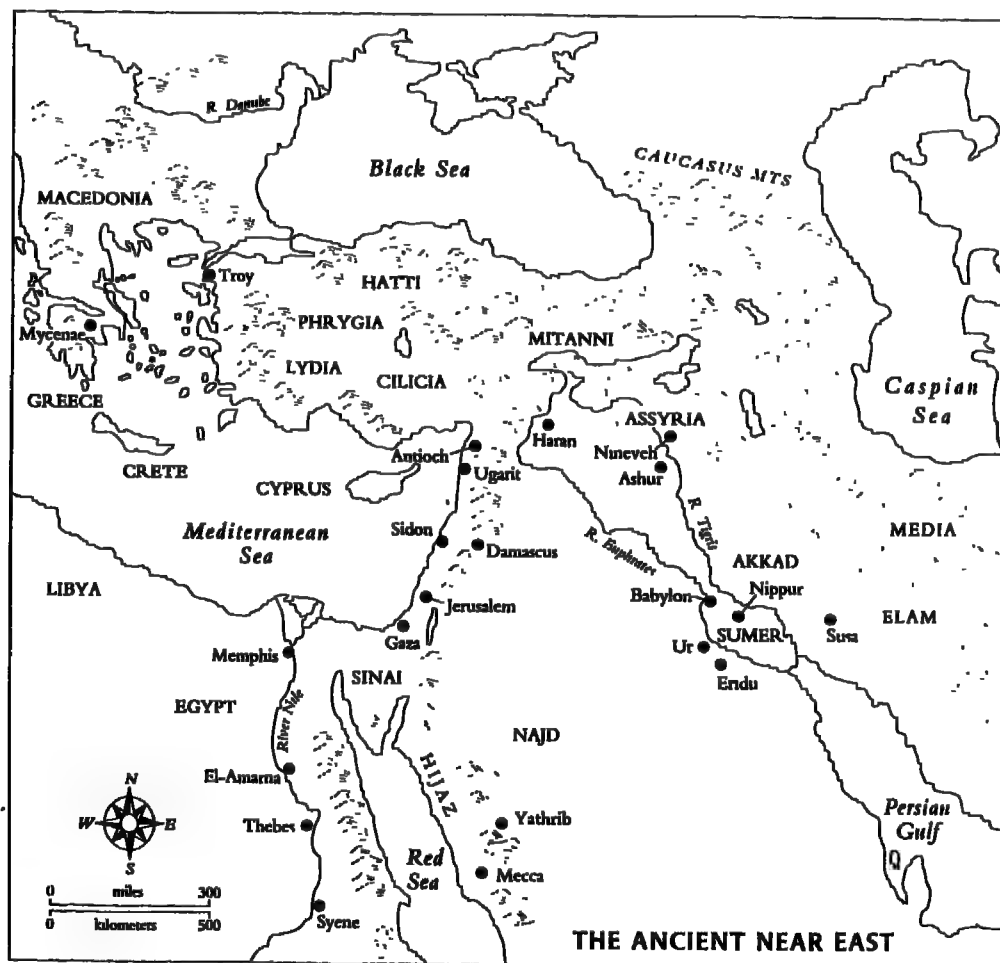 R. Danube
Black Sea
CAUCASUS MTS
MACEDONIA
Troy
HATTI
Mycenae
PHRYGIA
MITANNI
LYDIA
CILICIA
Caspian
Sea
GREECE
ASSYRIA
Haran
Nineveh
Antioch
CRETE
Ugarit
Ashur
CYPRUS
R. Tigris
Mediterranean
Sea
Sidon
Damascus
R. Euphrates
MEDIA
AKKAD
LIBYA
Nippur
Babylon
Jerusalem
ELAM
SUMER
Susa
Gaza
Ur
Memphis
Eridu
SINAI
EGYPT
River Nile
NAJD
El-Amarna
HIJAZ
N
W E
S
Thebes
Yathrib
Persian
Gulf
Red
Sea
Mecca
0 miles 300
0 kilometers 500
Syene
THE ANCIENT NEAR EAST